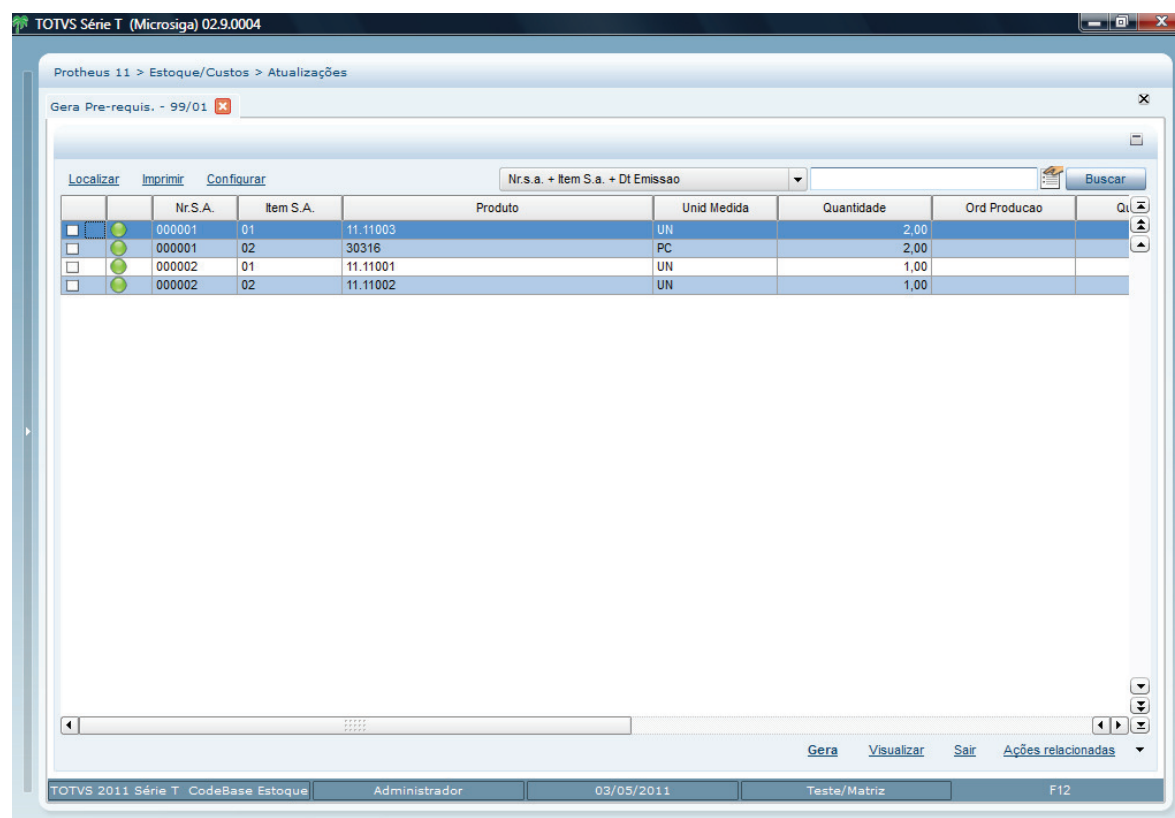 TOTVS Série T (Microsiga) 02.9.0004
Protheus 11 > Estoque/Custos > Atualizações
Gera Pre-requis. - 99/01
Localizar Imprimir Configurar Nr.s.a. + Item S.a. + Dt Emissao Buscar
Nr.S.A. Item S.A. Produto Unid Medida Quantidade Ord Producao Qu
000001 01 11.11003 UN 2,00
000001 02 30316 PC 2,00
000002 01 11.11001 UN 1,00
000002 02 11.11002 UN 1,00
Gera Visualizar Sair Ações relacionadas
TOTVS 2011 Série T CodeBase Estoque Administrador 03/05/2011 Teste/Matriz F12